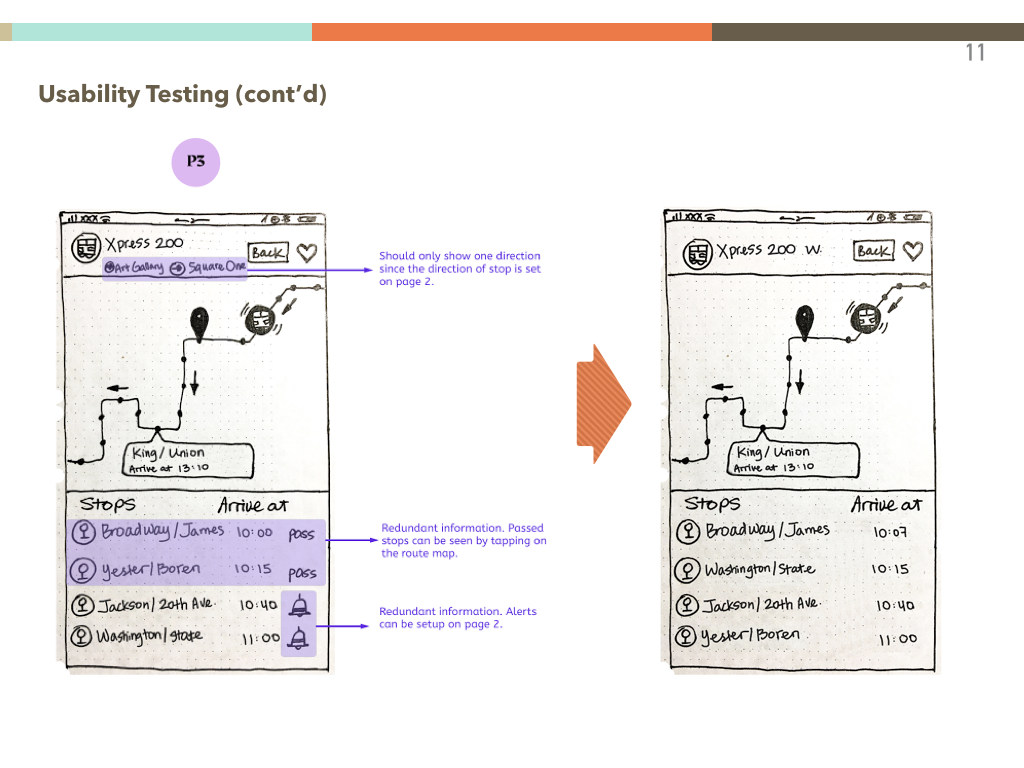 11
Usability Testing (cont’d)
P3
XXX
Xpress 200
Back
Art Gallary
Square One
King/Union
Arrive at 13:10
Stops Arrive at
Broadway/James 10:00 pass
Yester/Boren 10:15 pass
Jackson/20th Ave. 10:40
Washington/State 11:00
Should only show one direction
since the direction of stop is set
on page 2.
Redundant information. Passed
stops can be seen by tapping on
the route map.
Redundant information. Alerts
can be setup on page 2.
XXX
Xpress 200 W.
Back
King/Union
Arrive at 13:10
Stops Arrive at
Broadway/James 10:07
Washington/State 10:15
Jackson/20th Ave. 10:40
Yester/Boren 11:00